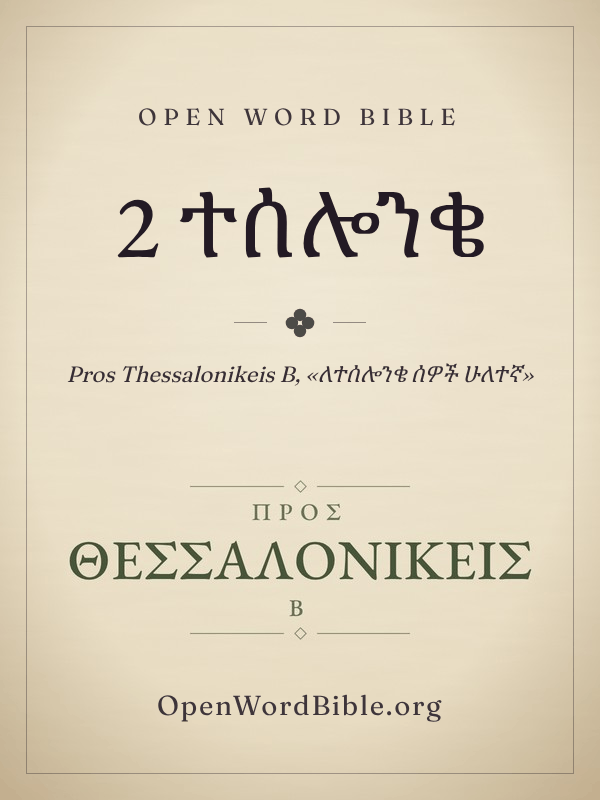 OPEN WORD BIBLE
2 ተሰሎንቄ
Pros Thessalonikeis B, «ለተሰሎንቄ ሰዎች ሁለተኛ»
ΠΡΟΣ
ΘΕΣΣΑΛΟΝΙΚΕΙΣ
Β
OpenWordBible.org